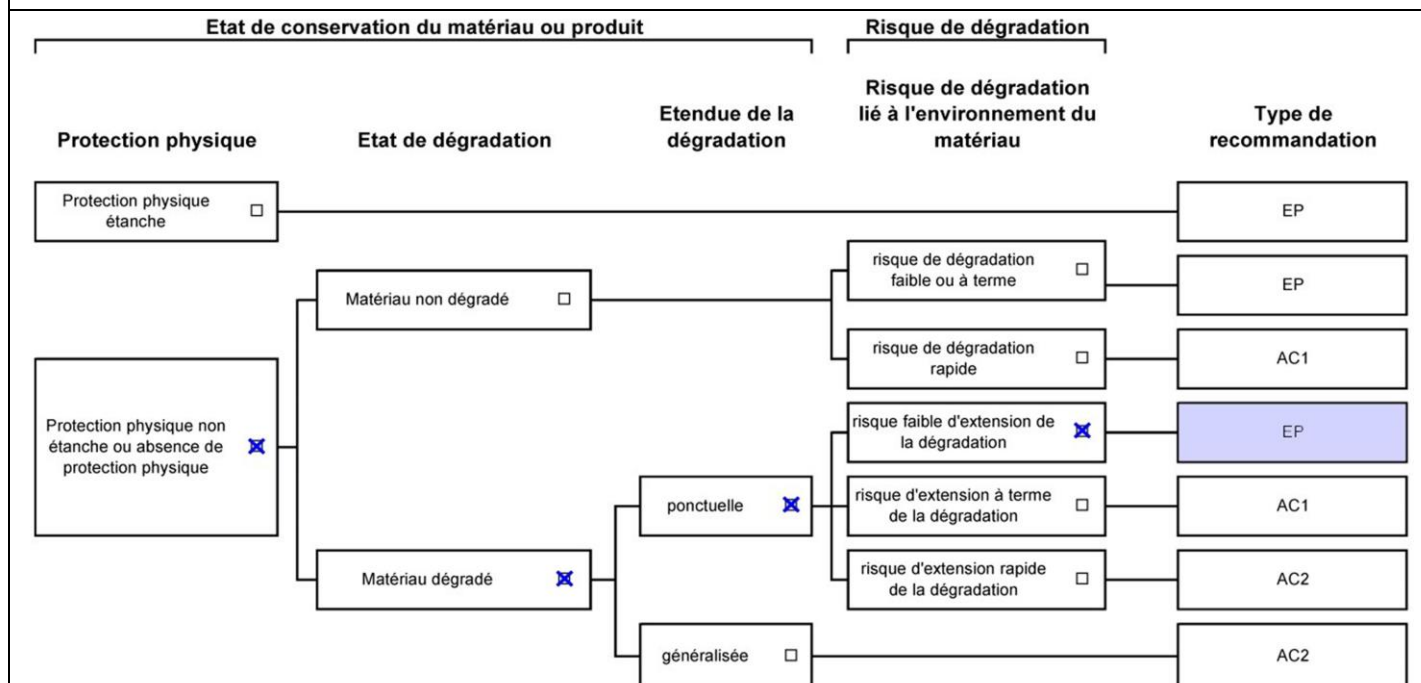 Etat de conservation du matériau ou produit
Risque de dégradation
Protection physique
Etat de dégradation
Etendue de la
dégradation
Risque de dégradation
lié à l'environnement du
matériau
Type de
recommandation
Protection physique
étanche
EP
Matériau non dégradé
risque de dégradation
faible ou à terme
EP
risque de dégradation
rapide
AC1
Protection physique non
étanche ou absence de
protection physique
risque faible d'extension de
la dégradation
EP
ponctuelle
risque d'extension à terme
de la dégradation
AC1
Matériau dégradé
risque d'extension rapide
de la dégradation
AC2
généralisée
AC2